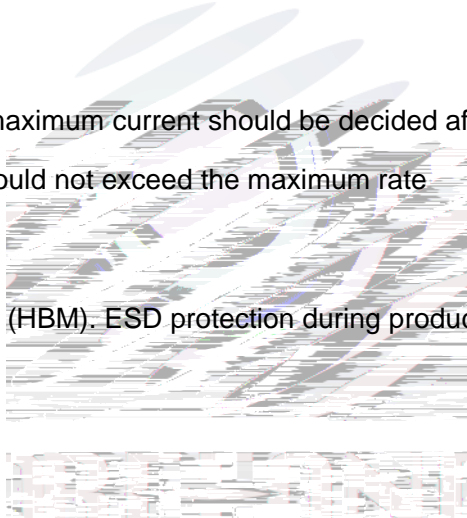 maximum current should be decided af
ould not exceed the maximum rate
(HBM). ESD protection during produc